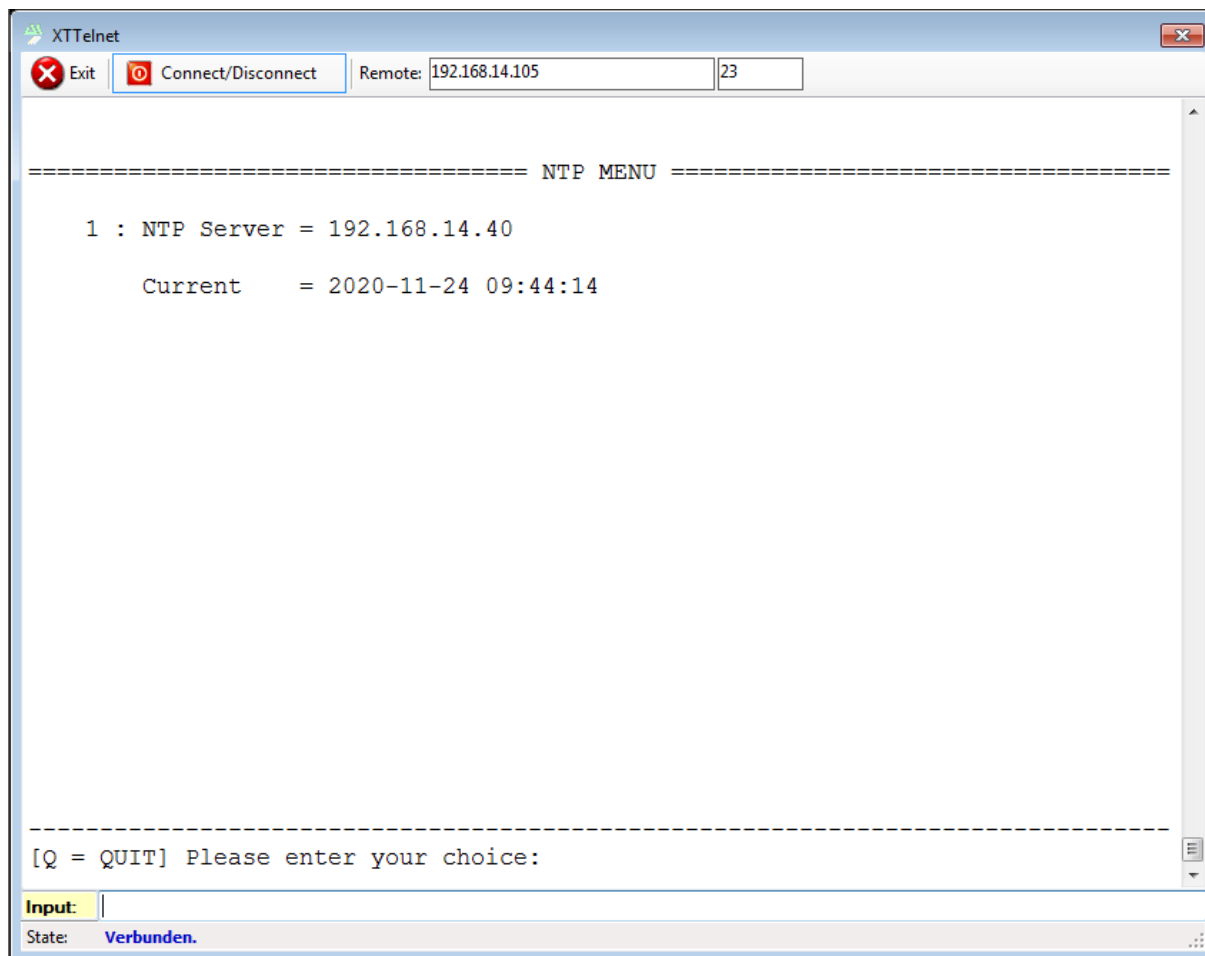 XTTelnet
Exit Connect/Disconnect Remote: 192.168.14.105 23
=================================== NTP MENU ===================================
1 : NTP Server = 192.168.14.40
Current = 2020-11-24 09:44:14
--------------------------------------------------------------------------------
[Q = QUIT] Please enter your choice:
Input:
State: Verbunden.